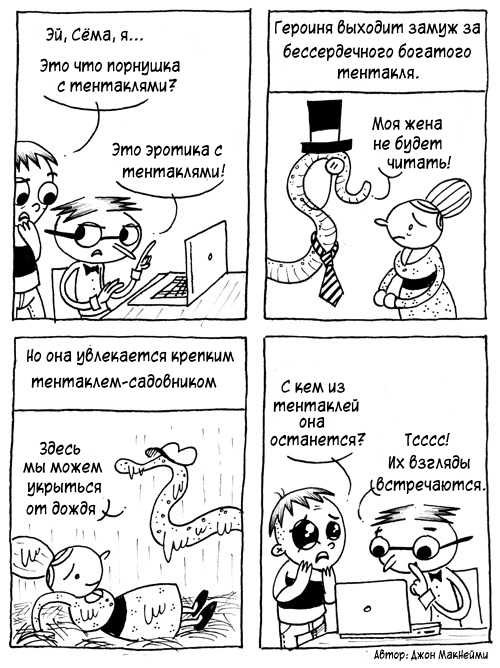 Эй, Сёма, я...
Это что порнушка
с тентаклями?
Это эротика с
тентаклями!
Героиня выходит замуж за
бессердечного богатого
тентакля.
Моя жена
не будет
читать!
Но она увлекается крепким
тентаклем-садовником
Здесь
мы можем
укрыться
от дождя
С кем из
тентаклей
она
останется?
Тсссс!
Их взгляды
встречаются.
Автор: Джон МакНейми